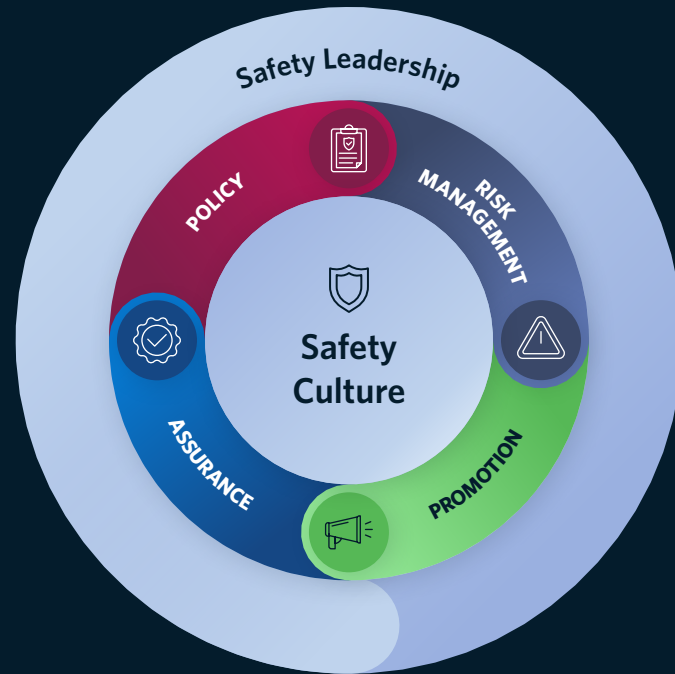 Safety Leadership
POLICY
RISK
MANAGEMENT
Safety
Culture
ASSURANCE
PROMOTION